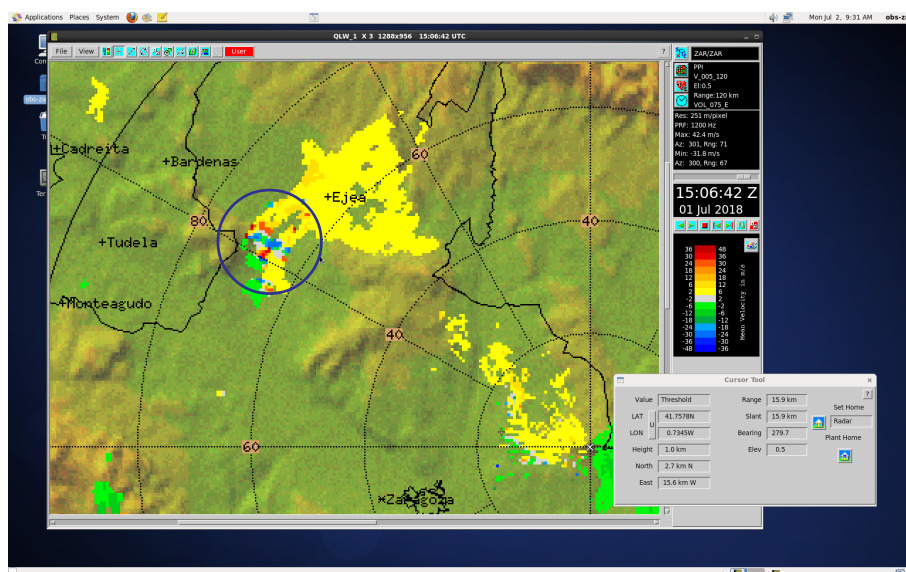 Applications Places System
Mon Jul 2, 9:31 AM obs-z
QLW_1 X 3 1288x956 15:06:42 UTC
File View User ?
ZAR/ZAR
PPI
V_005_120
El:0.5
Range:120 km
VOL_075_E
Res: 251 m/pixel
PRF: 1200 Hz
Max: 42.4 m/s
Az: 301, Rng: 71
Min: -31.8 m/s
Az: 300, Rng: 67
15:06:42 Z
01 Jul 2018
36 48
30 36
24 30
18 24
12 18
6 12
2 6
-2 2
-6 -2
-12 -6
-18 -12
-24 -18
-30 -24
-36 -30
-48 -36
Mean Velocity in m/s
Cadreita
+Bardenas
60
+Ejea
80
40
+Tudela
Monteagudo
40
60
Zaragoza
Cursor Tool
?
Value Threshold
Range 15.9 km
LAT 41.7578N
Slant 15.9 km
Set Home
U
LON 0.7345W
Bearing 279.7
Radar
Height 1.0 km
Elev 0.5
Plant Home
North 2.7 km N
East 15.6 km W